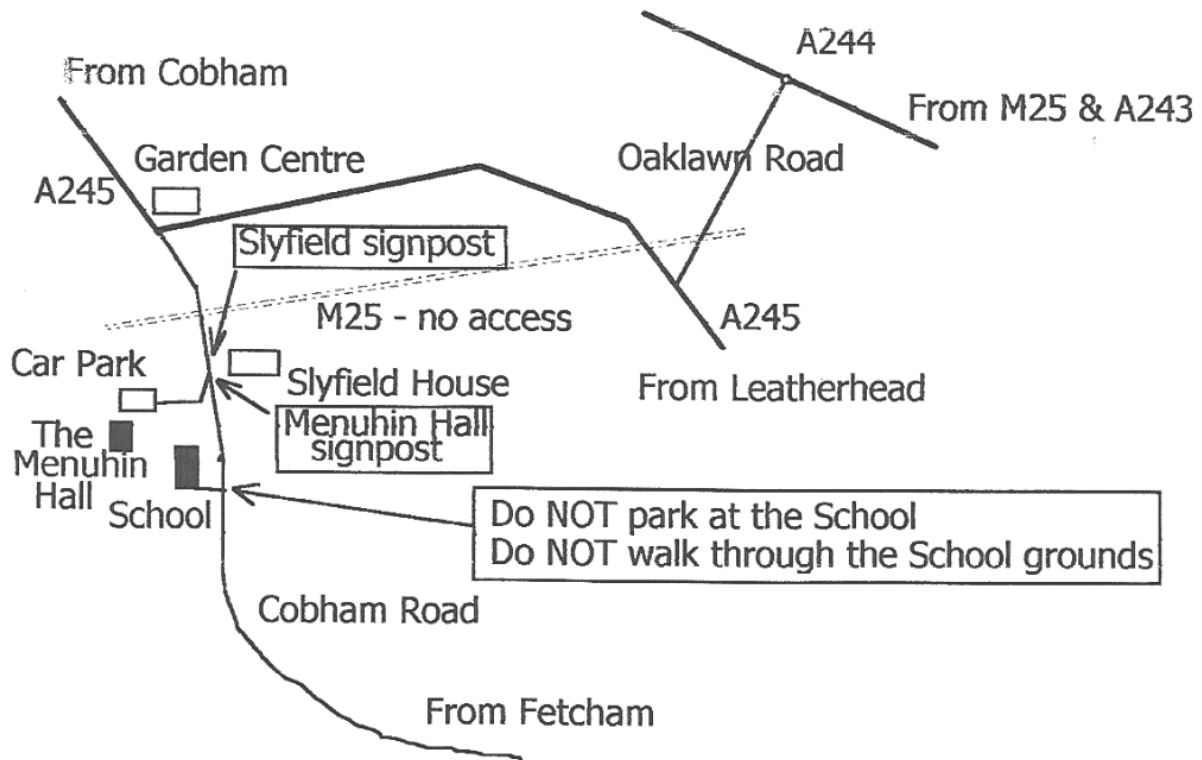 A244
From Cobham
From M25 & A243
Garden Centre
Oaklawn Road
A245
Slyfield signpost
M25 - no access
A245
Car Park
Slyfield House
From Leatherhead
Menuhin Hall
signpost
The
Menuhin
Hall
School
Do NOT park at the School
Do NOT walk through the School grounds
Cobham Road
From Fetcham